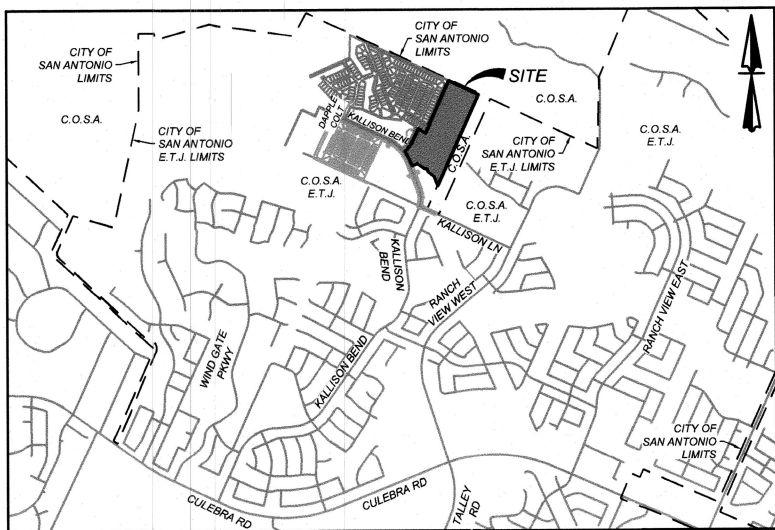 CITY OF
SAN ANTONIO
LIMITS
CITY OF
SAN ANTONIO
LIMITS
SITE
C.O.S.A.
C.O.S.A.
CITY OF
SAN ANTONIO
E.T.J. LIMITS
DAPPLE
COLT
KALLISON BEND
C.O.S.A.
CITY OF
SAN ANTONIO
E.T.J. LIMITS
C.O.S.A.
E.T.J.
C.O.S.A.
E.T.J.
C.O.S.A.
E.T.J.
KALLISON LN
KALLISON
BEND
RANCH
VIEW WEST
RANCH VIEW EAST
WIND GATE
PKWY
KALLISON BEND
CITY OF
SAN ANTONIO
LIMITS
CULEBRA RD
CULEBRA RD
TALLEY
RD